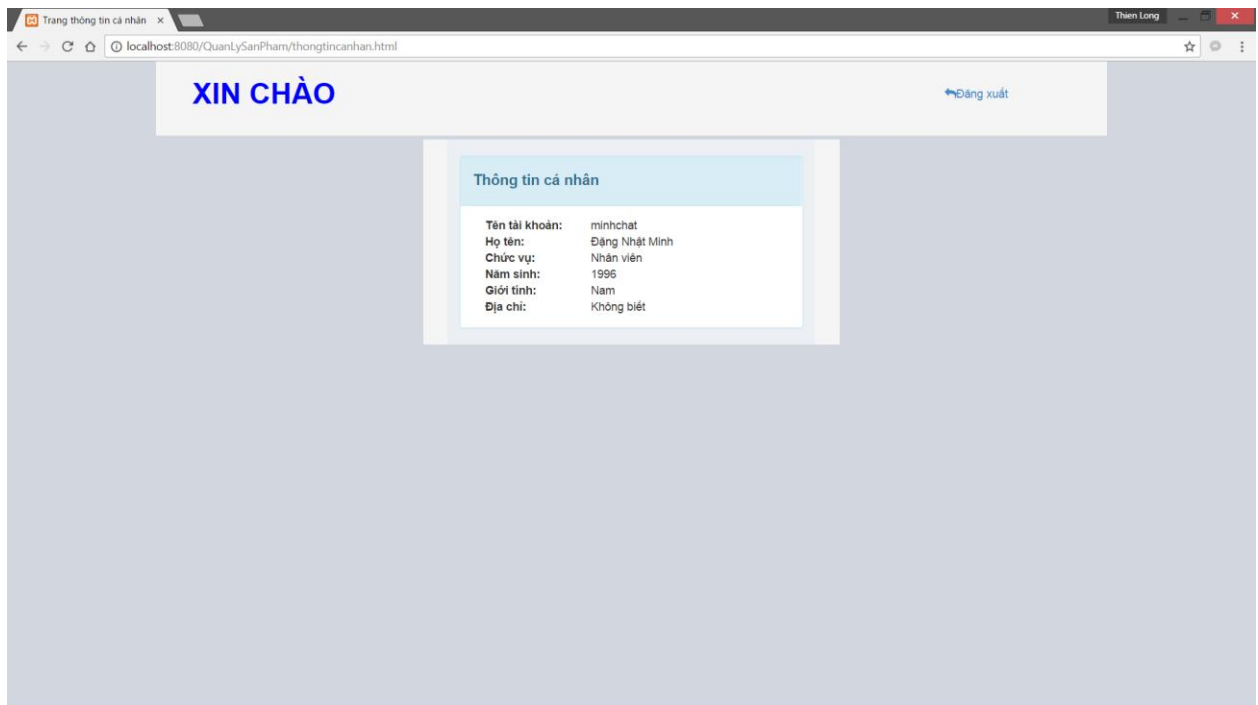 Trang thông tin cá nhân
Thien Long
localhost:8080/QuanLySanPham/thongtincanhan.html
XIN CHÀO
Đăng xuất
Thông tin cá nhân
Tên tài khoản: minhchat
Họ tên: Đặng Nhật Minh
Chức vụ: Nhân viên
Năm sinh: 1996
Giới tính: Nam
Địa chỉ: Không biết